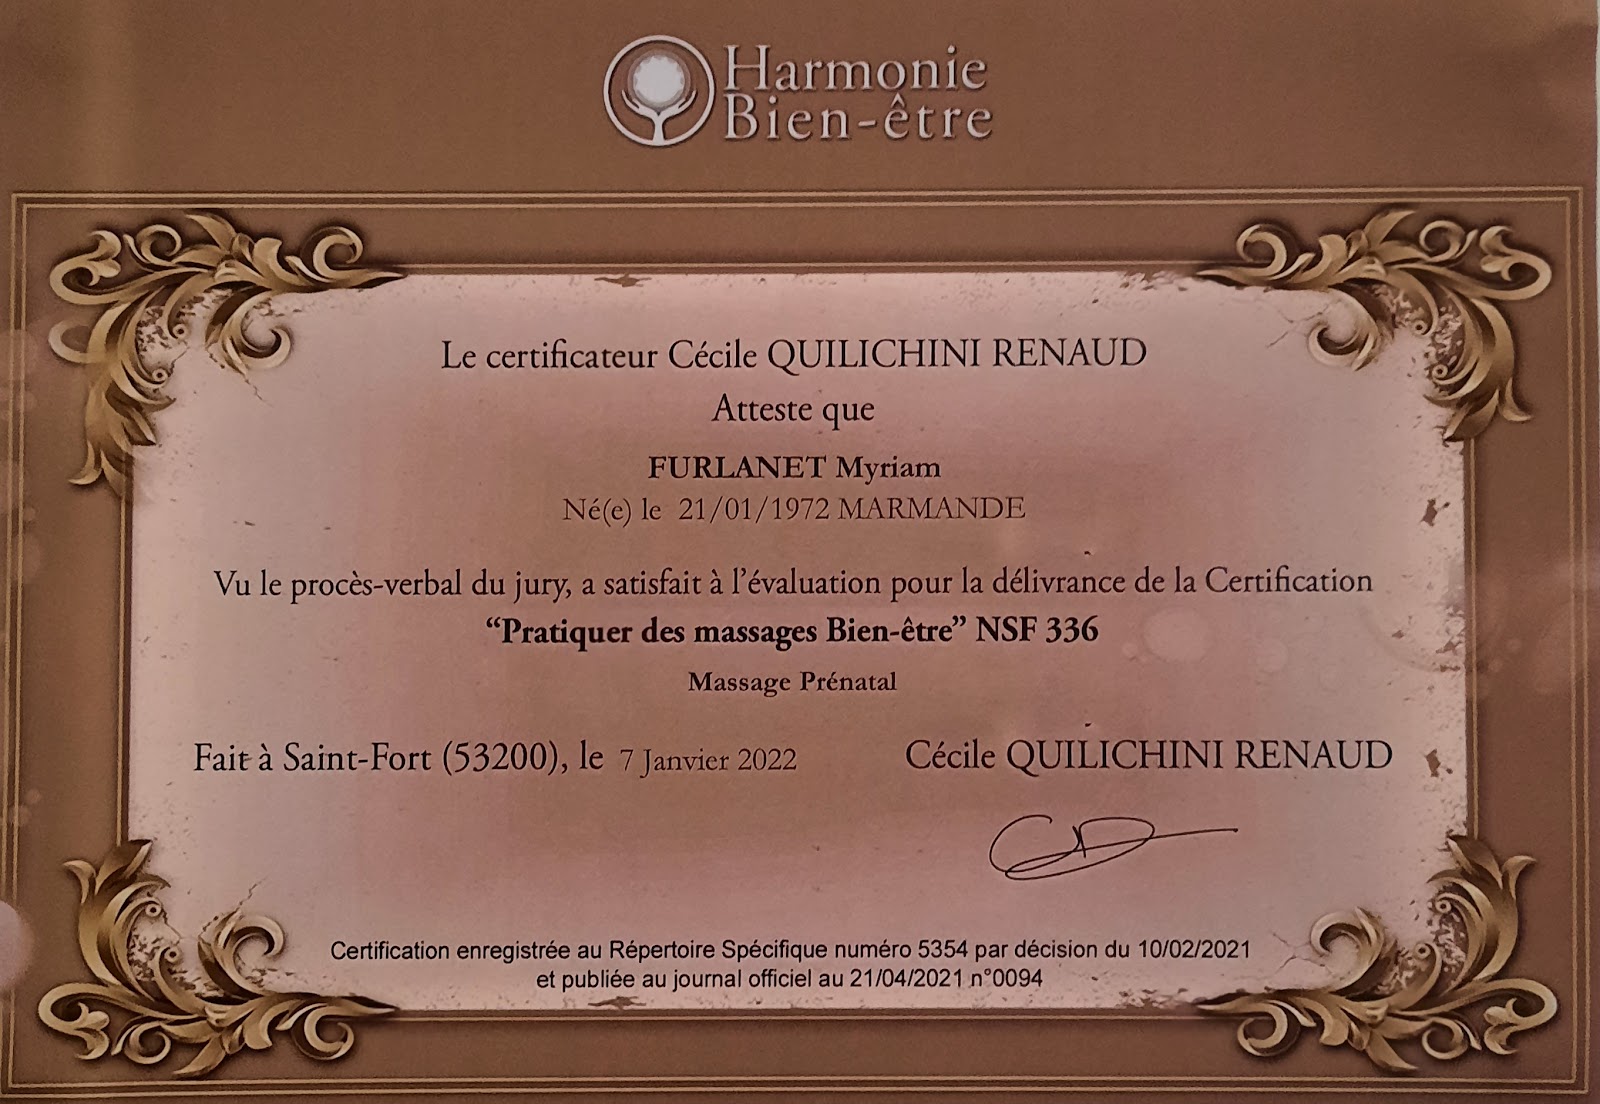 Harmonie
Bien-être
Le certificateur Cécile QUILICHINI RENAUD
Atteste que
FURLANET Myriam
Né(e) le 21/01/1972 MARMANDE
Vu le procès-verbal du jury, a satisfait à l'évaluation pour la délivrance de la Certification
“Pratiquer des massages Bien-être” NSF 336
Massage Prénatal
Fait à Saint-Fort (53200), le 7 Janvier 2022
Cécile QUILICHINI RENAUD
Certification enregistrée au Répertoire Spécifique numéro 5354 par décision du 10/02/2021
et publiée au journal officiel au 21/04/2021 n°0094